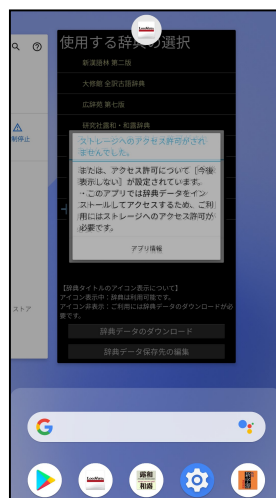 使用する辞典の選択
新漢語林 第二版
大修館 全訳古語辞典
広辞苑 第七版
研究社露和・和露辞典
制停止
ストレージへのアクセス許可がされ
ませんでした。
または、アクセス許可について［今後
表示しない］が設定されています。
・このアプリでは辞典データをイン
ストールしてアクセスするため、ご利
用にはストレージへのアクセス許可が
必要です。
アプリ情報
ストア
【辞典タイトルのアイコン表示について】
アイコン表示中：辞典は利用可能です。
アイコン非表示：ご利用には辞典データのダウンロードが必
要です。
辞典データのダウンロード
辞典データ保存先の編集
G
露和
和露